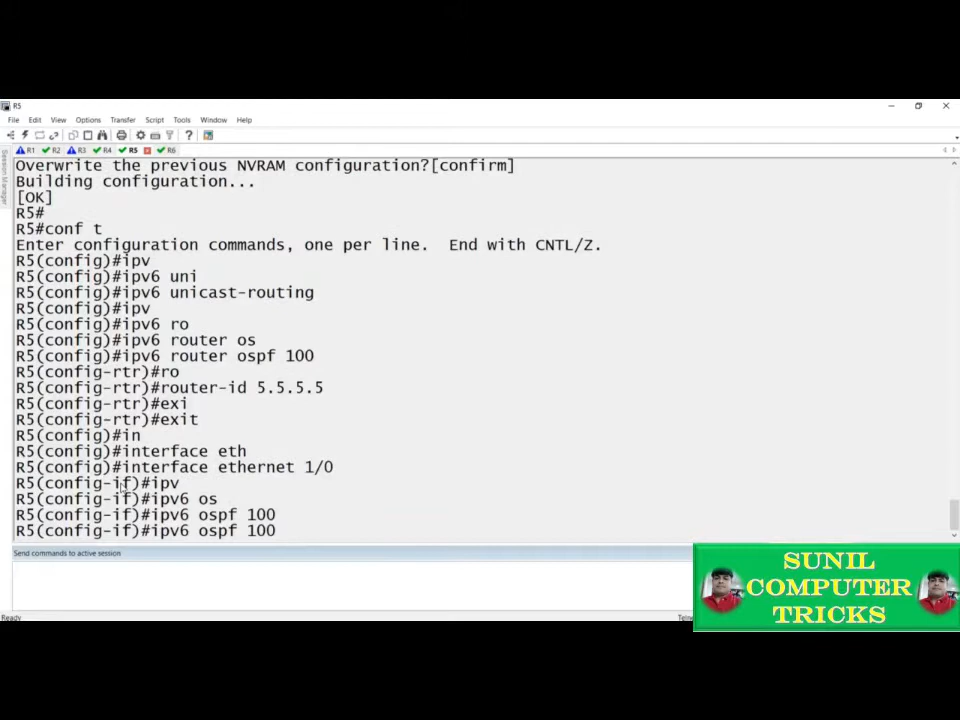 R5
File Edit View Options Transfer Script Tools Window Help
R1 R2 R3 R4 R5 R6
Session Manager
Overwrite the previous NVRAM configuration?[confirm]
Building configuration...
[OK]
R5#
R5#conf t
Enter configuration commands, one per line.  End with CNTL/Z.
R5(config)#ipv
R5(config)#ipv6 uni
R5(config)#ipv6 unicast-routing
R5(config)#ipv
R5(config)#ipv6 ro
R5(config)#ipv6 router os
R5(config)#ipv6 router ospf 100
R5(config-rtr)#ro
R5(config-rtr)#router-id 5.5.5.5
R5(config-rtr)#exi
R5(config-rtr)#exit
R5(config)#in
R5(config)#interface eth
R5(config)#interface ethernet 1/0
R5(config-if)#ipv
R5(config-if)#ipv6 os
R5(config-if)#ipv6 ospf 100
R5(config-if)#ipv6 ospf 100
Send commands to active session
SUNIL
COMPUTER
TRICKS
Ready